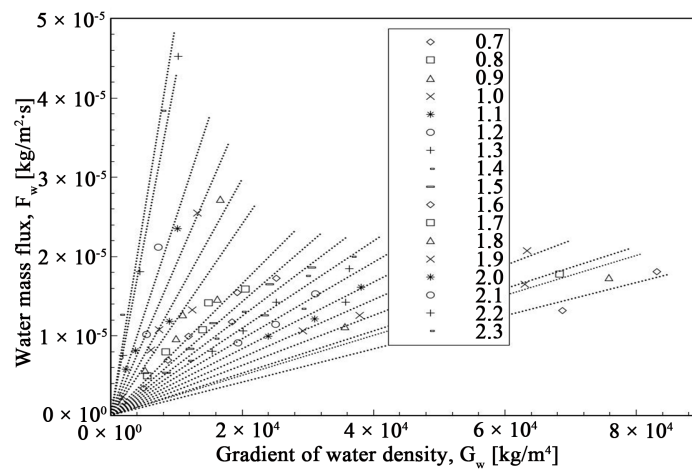 5 × 10⁻⁵
4 × 10⁻⁵
3 × 10⁻⁵
2 × 10⁻⁵
1 × 10⁻⁵
0 × 10⁰
Water mass flux, F_w [kg/m²·s]
0.7
0.8
0.9
1.0
1.1
1.2
1.3
1.4
1.5
1.6
1.7
1.8
1.9
2.0
2.1
2.2
2.3
0 × 10⁰
2 × 10⁴
4 × 10⁴
6 × 10⁴
8 × 10⁴
Gradient of water density, G_w [kg/m⁴]